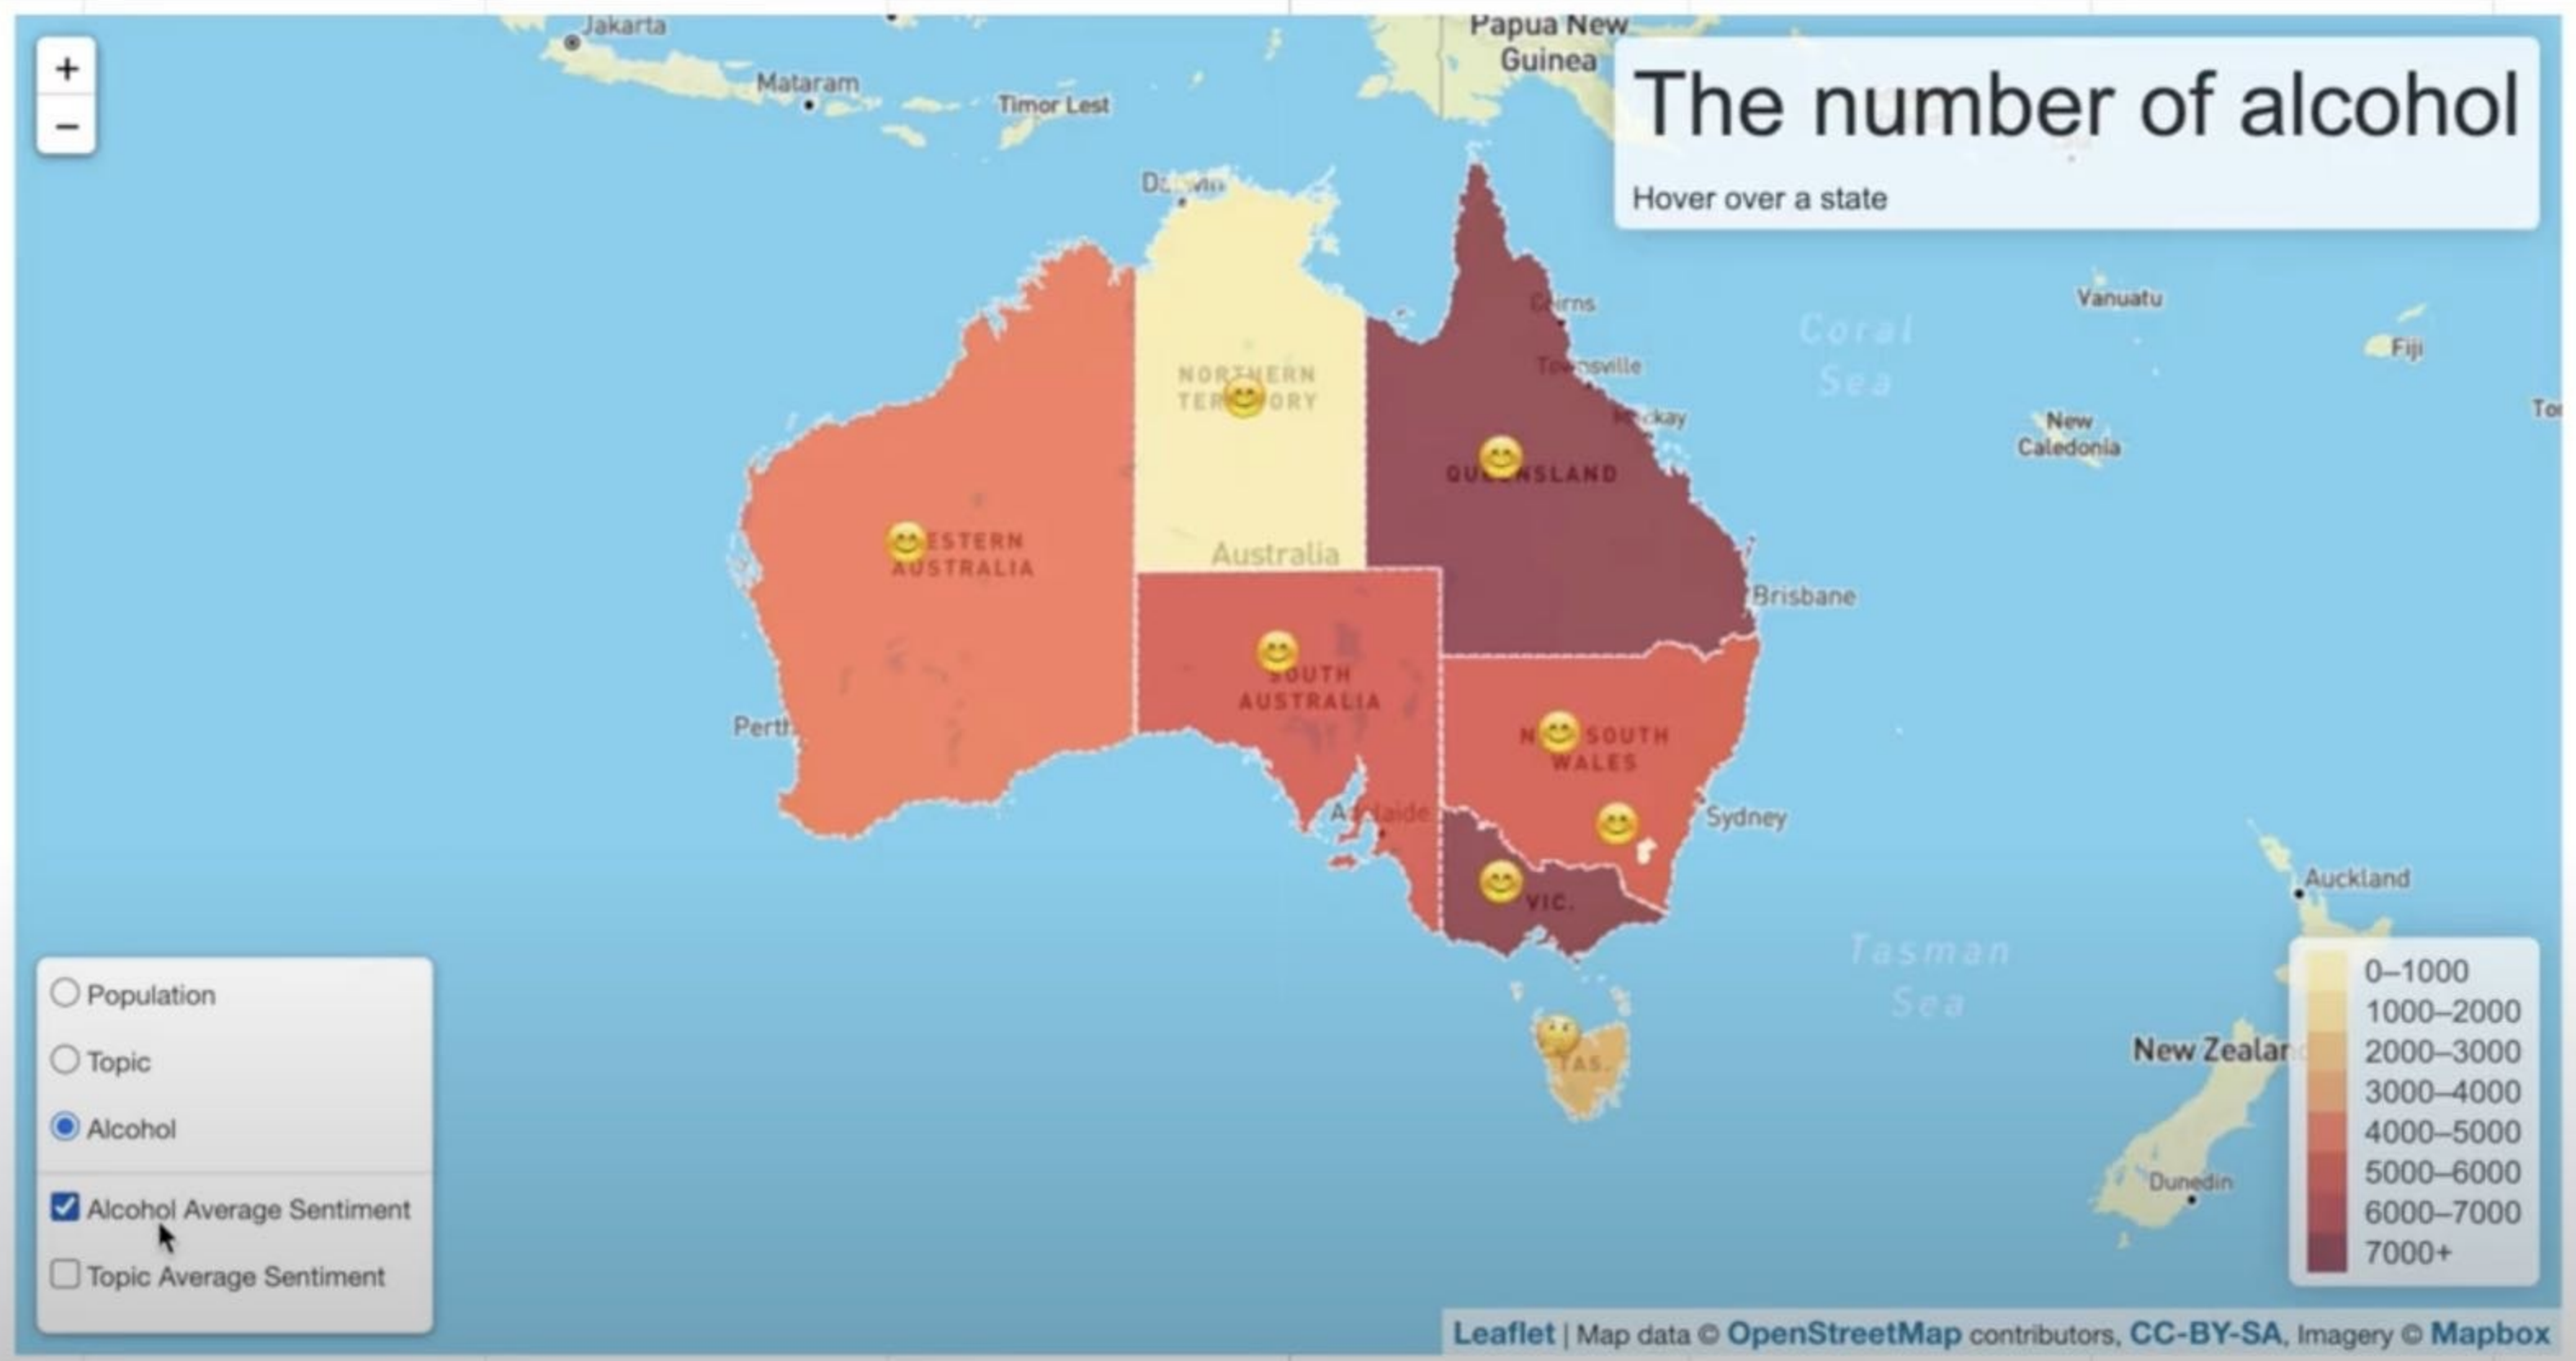 Jakarta
Mataram
Timor Lest
Papua New
Guinea
+
−
The number of alcohol
Hover over a state
Vanuatu
Fiji
Coral
Sea
New
Caledonia
NORTHERN
TERRITORY
Australia
QUEENSLAND
WESTERN
AUSTRALIA
SOUTH
AUSTRALIA
Brisbane
Perth
SOUTH
WALES
Sydney
VIC.
TAS.
Tasman
Sea
Auckland
New Zealan
Dunedin
Population
Topic
Alcohol
Alcohol Average Sentiment
Topic Average Sentiment
0–1000
1000–2000
2000–3000
3000–4000
4000–5000
5000–6000
6000–7000
7000+
Leaflet | Map data © OpenStreetMap contributors, CC-BY-SA, Imagery © Mapbox